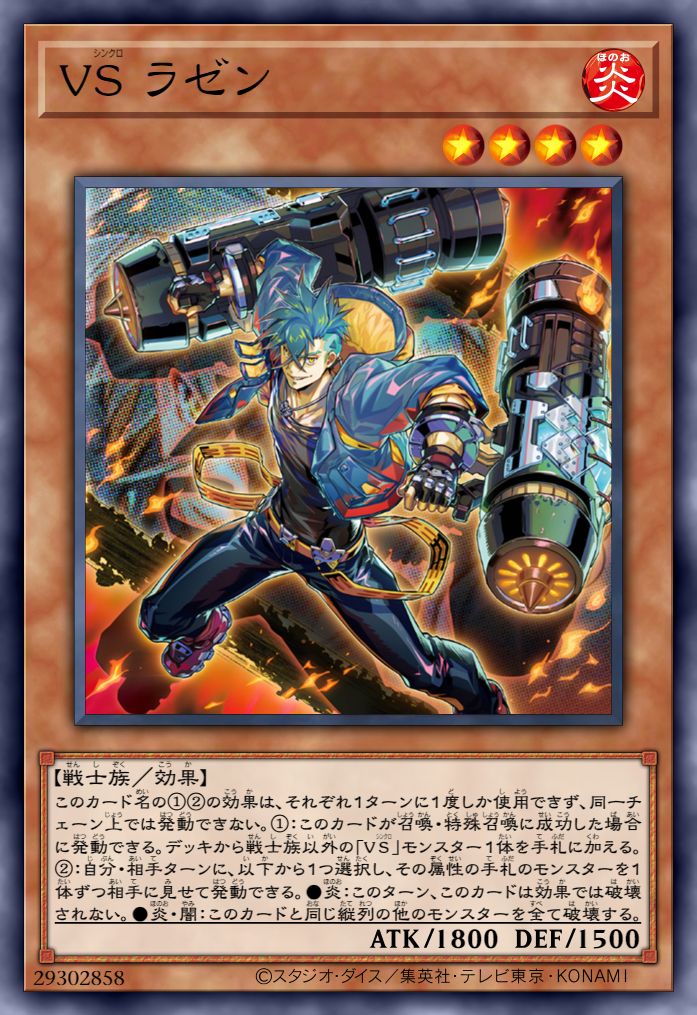 シンクロ
VS ラゼン
ほのお
炎
【戦士族／効果】
このカード名の①②の効果は、それぞれ1ターンに1度しか使用できず、同一チ
ェーン上では発動できない。①：このカードが召喚・特殊召喚に成功した場合
に発動できる。デッキから戦士族以外の「VS」モンスター1体を手札に加える。
②：自分・相手ターンに、以下から1つ選択し、その属性の手札のモンスターを1
体ずつ相手に見せて発動できる。●炎：このターン、このカードは効果では破壊
されない。●炎・闇：このカードと同じ縦列の他のモンスターを全て破壊する。
ATK/1800 DEF/1500
29302858 ©スタジオ・ダイス／集英社・テレビ東京・KONAMI